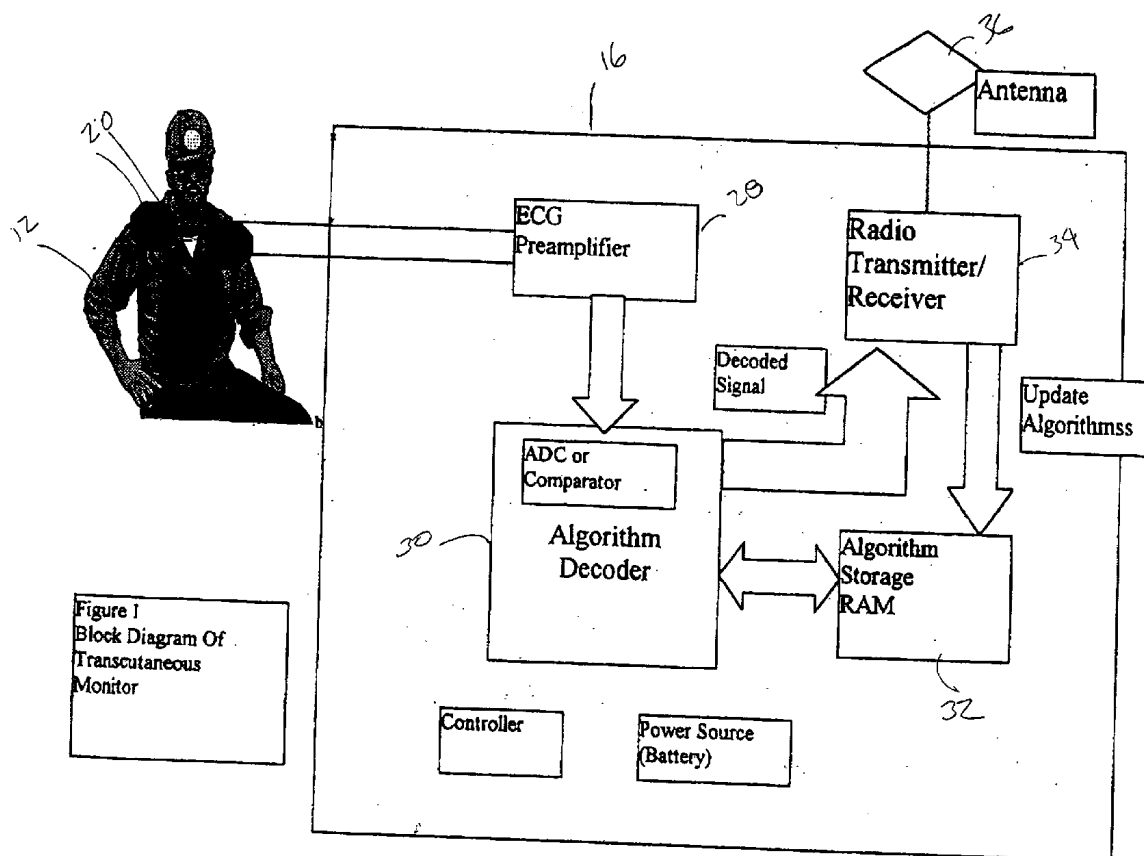 16
36
Antenna
20
12
ECG
Preamplifier
28
Radio
Transmitter/
Receiver
34
Decoded
Signal
Update
Algorithmss
ADC or
Comparator
Algorithm
Decoder
30
Algorithm
Storage
RAM
32
Figure I
Block Diagram Of
Transcutaneous
Monitor
Controller
Power Source
(Battery)
b